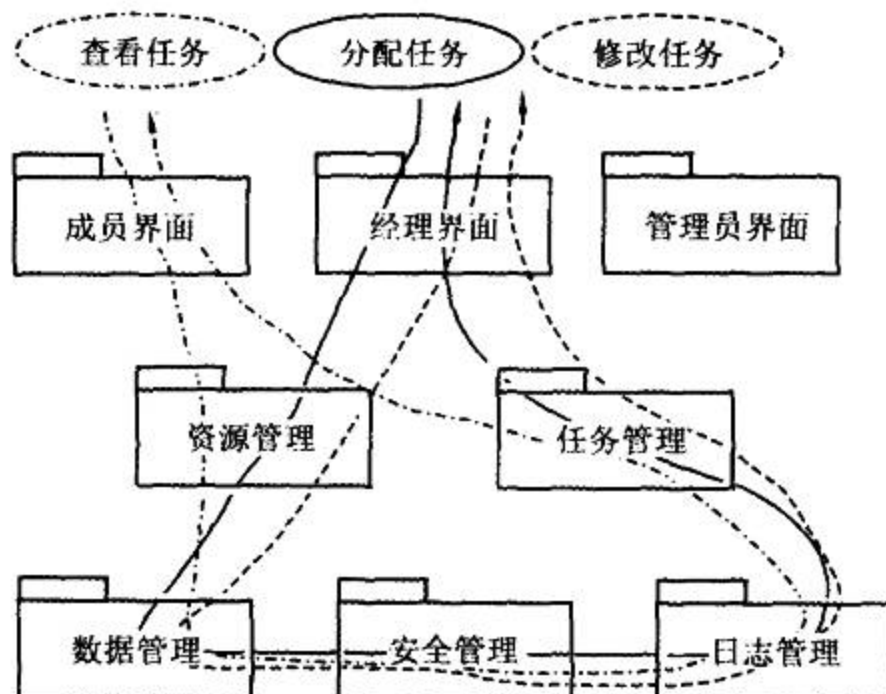 查看任务
分配任务
修改任务
成员界面
经理界面
管理员界面
资源管理
任务管理
数据管理
安全管理
日志管理